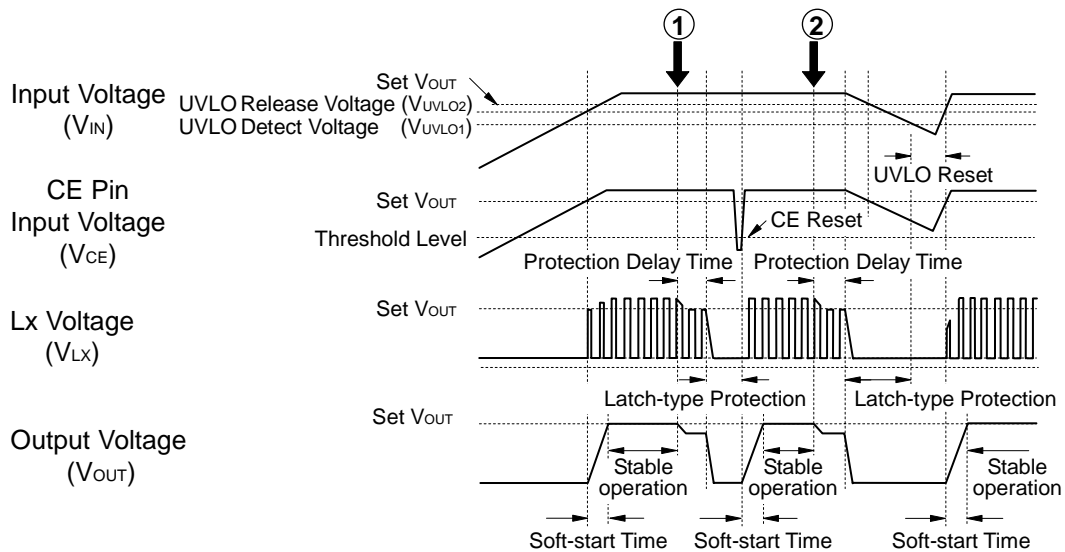 ① ②
Input Voltage
(VIN)
Set VOUT
UVLO Release Voltage (VUVLO2)
UVLO Detect Voltage (VUVLO1)
UVLO Reset
CE Pin
Input Voltage
(VCE)
Set VOUT
Threshold Level
CE Reset
Protection Delay Time Protection Delay Time
Lx Voltage
(VLX)
Set VOUT
Latch-type Protection Latch-type Protection
Output Voltage
(VOUT)
Set VOUT
Stable
operation
Stable
operation
Stable
operation
Soft-start Time Soft-start Time Soft-start Time